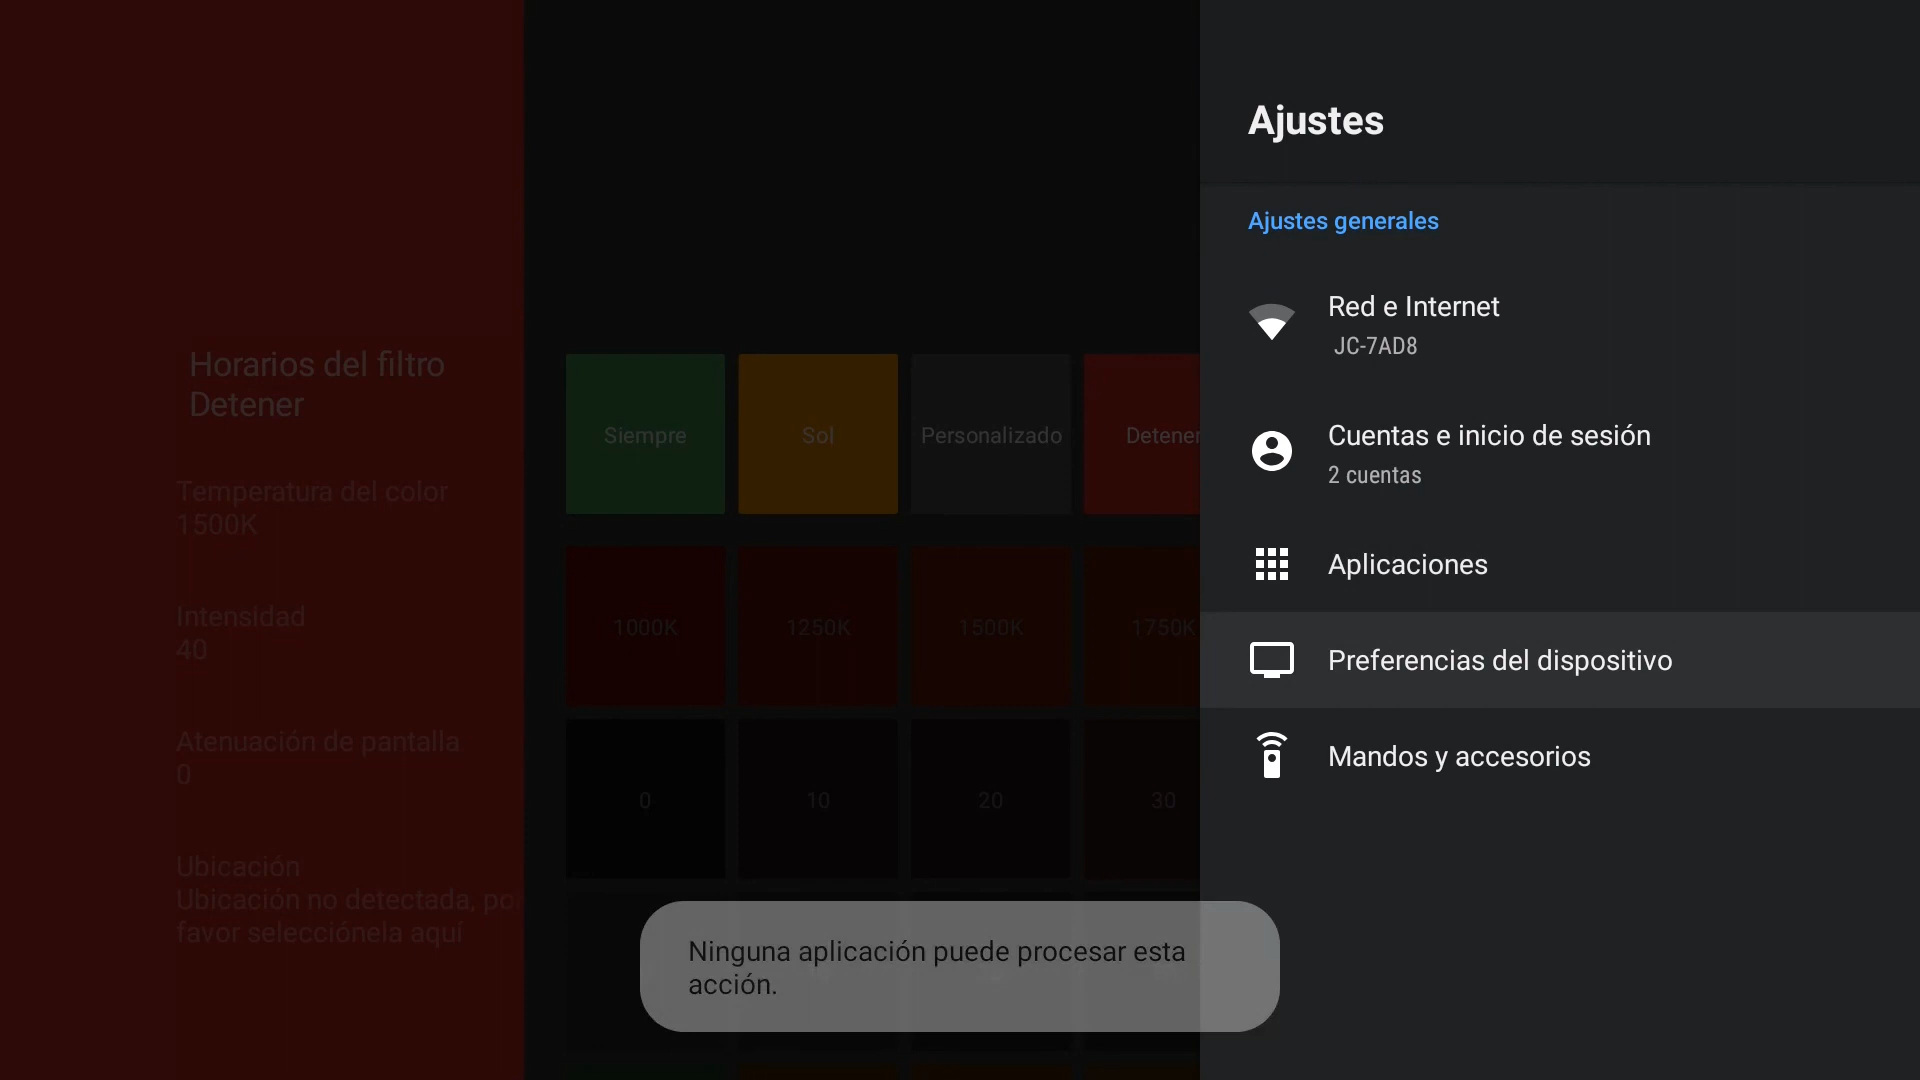 Horarios del filtro
Detener
Temperatura del color
1500K
Intensidad
40
Atenuación de pantalla
0
Ubicación
Ubicación no detectada, por
favor selecciónela aquí
Siempre
Sol
Personalizado
Detener
1000K
1250K
1500K
1750K
0
10
20
30
Ninguna aplicación puede procesar esta
acción.
Ajustes
Ajustes generales
Red e Internet
JC-7AD8
Cuentas e inicio de sesión
2 cuentas
Aplicaciones
Preferencias del dispositivo
Mandos y accesorios